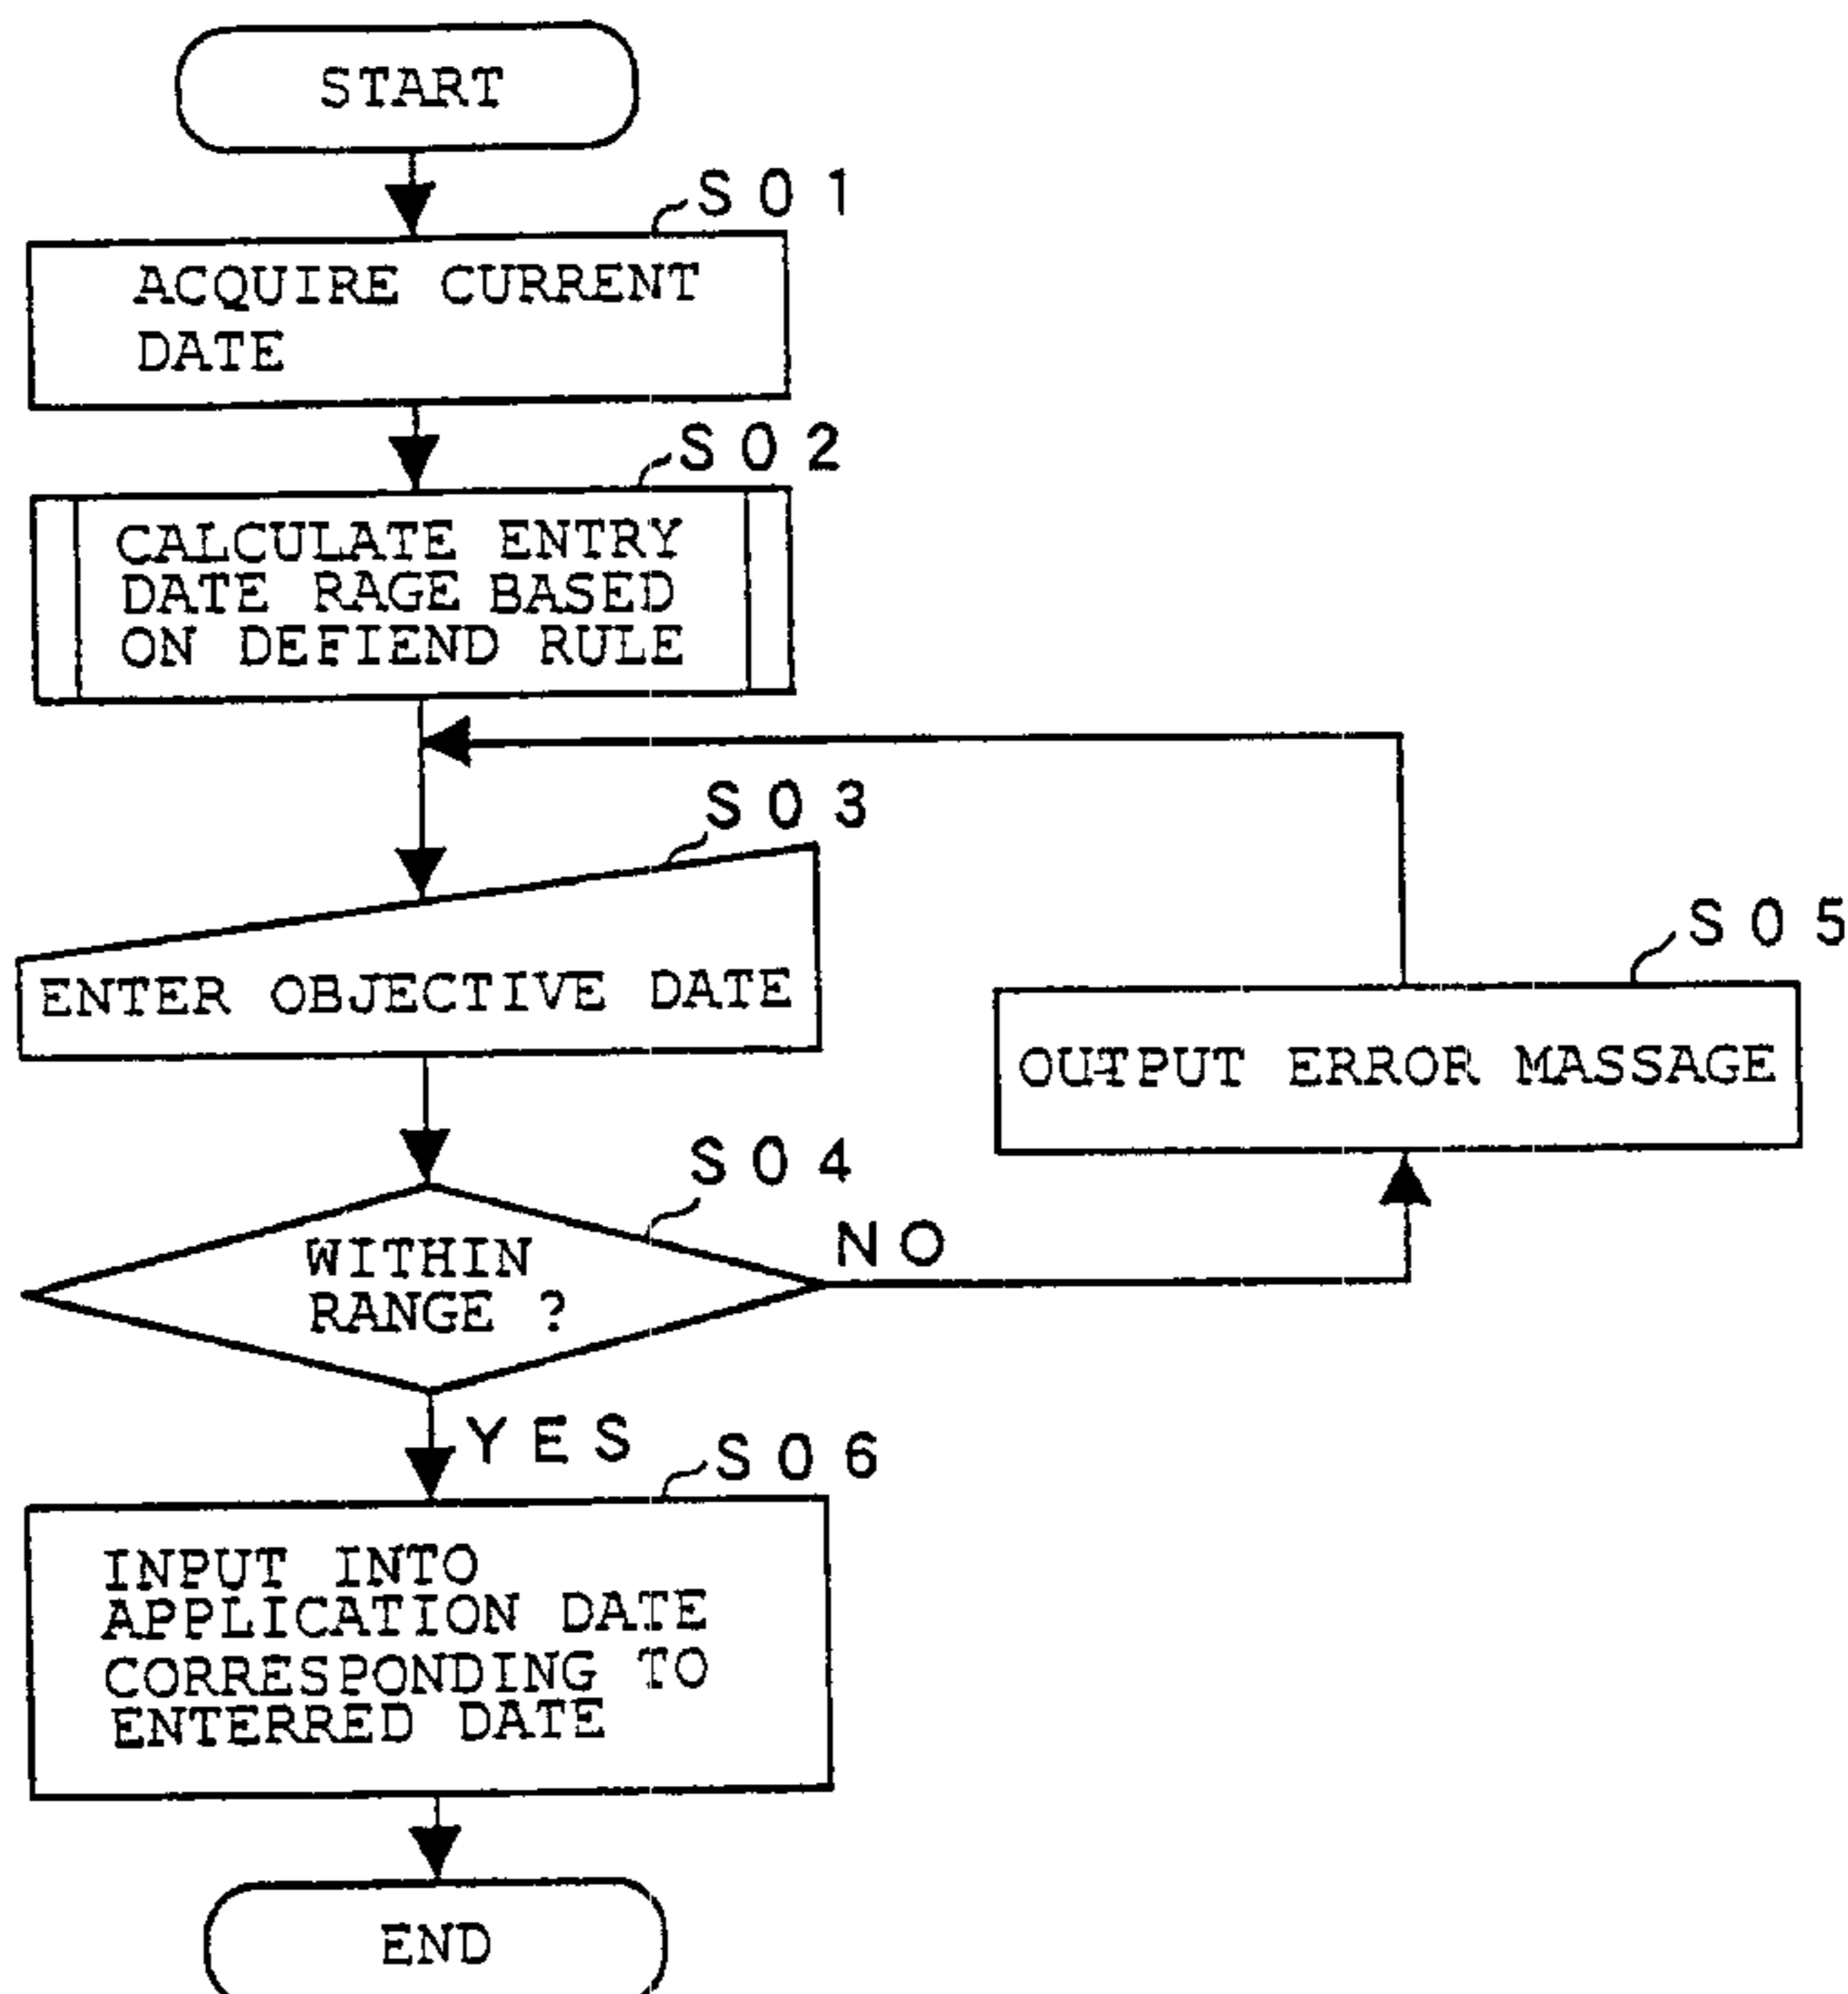 START
S01
ACQUIRE CURRENT
DATE
S02
CALCULATE ENTRY
DATE RAGE BASED
ON DEFIEND RULE
S03
ENTER OBJECTIVE DATE
S05
OUTPUT ERROR MASSAGE
S04
WITHIN
RANGE ?
NO
YES
S06
INPUT INTO
APPLICATION DATE
CORRESPONDING TO
ENTERRED DATE
END